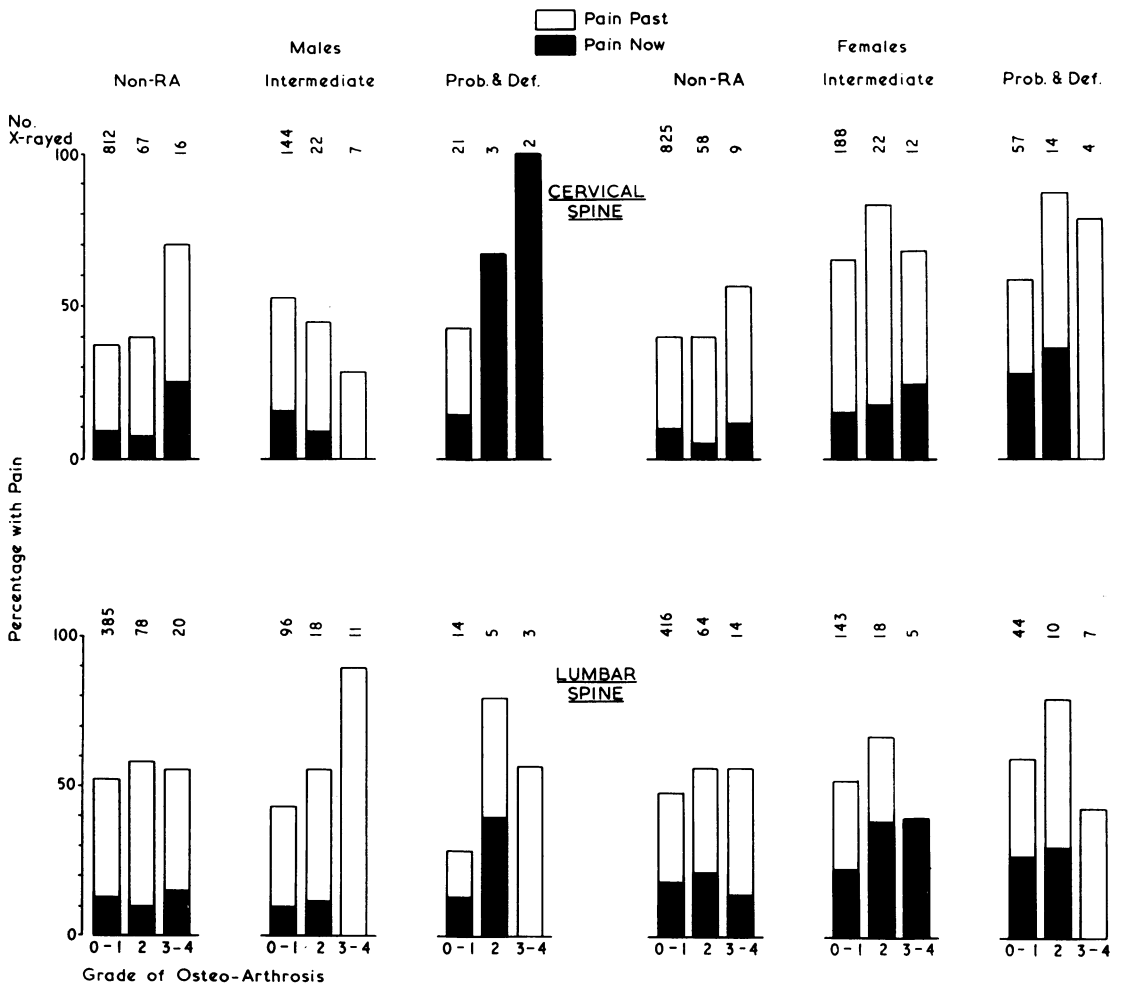 Pain Past
Pain Now
Males
Females
Non-RA Intermediate Prob. & Def. Non-RA Intermediate Prob. & Def.
No.
X-rayed
812 67 16 144 22 7 21 3 2 825 58 9 188 22 12 57 14 4
100
CERVICAL
SPINE
50
0
Percentage with Pain
385 78 20 96 18 11 14 5 3 416 64 14 143 18 5 44 10 7
100
LUMBAR
SPINE
50
0
0-1 2 3-4 0-1 2 3-4 0-1 2 3-4 0-1 2 3-4 0-1 2 3-4 0-1 2 3-4
Grade of Osteo-Arthrosis